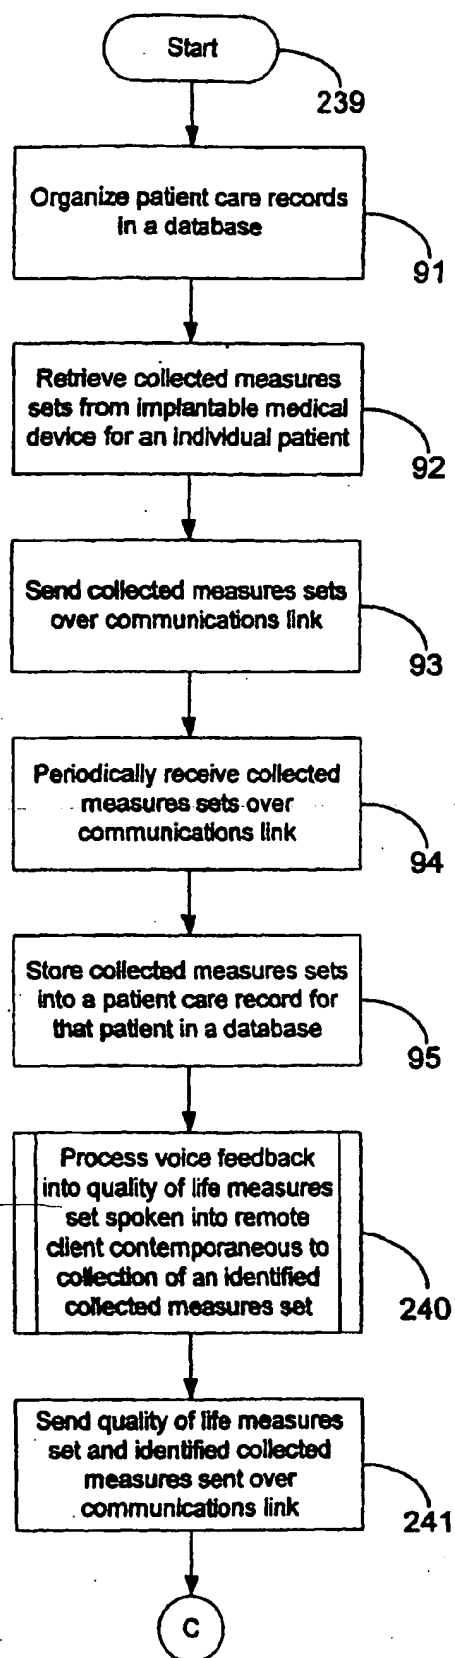 Start
239
Organize patient care records
in a database
91
Retrieve collected measures
sets from implantable medical
device for an individual patient
92
Send collected measures sets
over communications link
93
Periodically receive collected
measures sets over
communications link
94
Store collected measures sets
into a patient care record for
that patient in a database
95
Process voice feedback
into quality of life measures
set spoken into remote
client contemporaneous to
collection of an identified
collected measures set
240
Send quality of life measures
set and identified collected
measures sent over
communications link
241
C